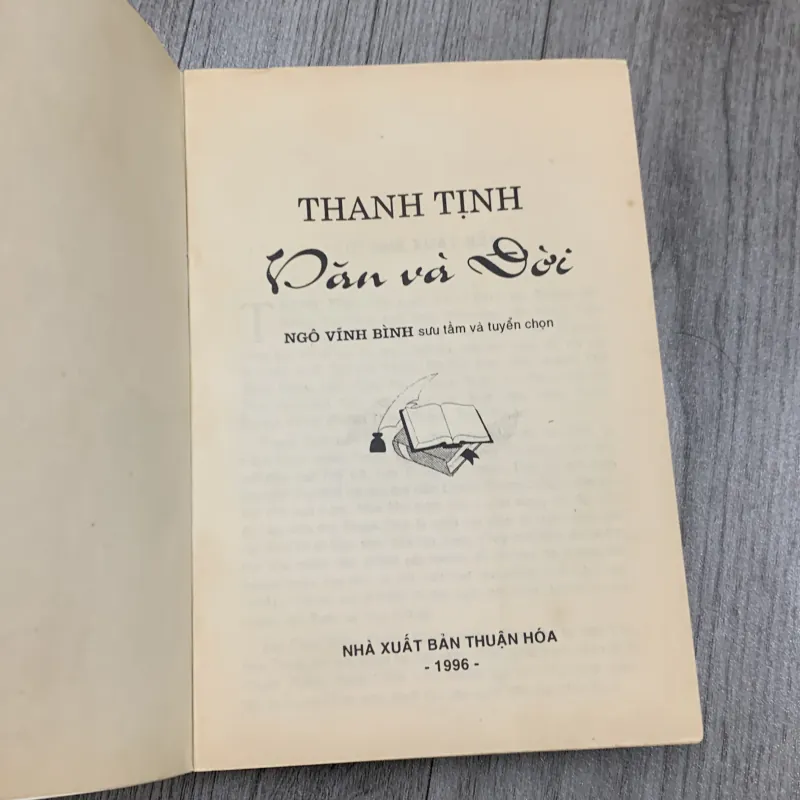 THANH TỊNH
Văn và Đời
NGÔ VĨNH BÌNH sưu tầm và tuyển chọn
NHÀ XUẤT BẢN THUẬN HÓA
- 1996 -